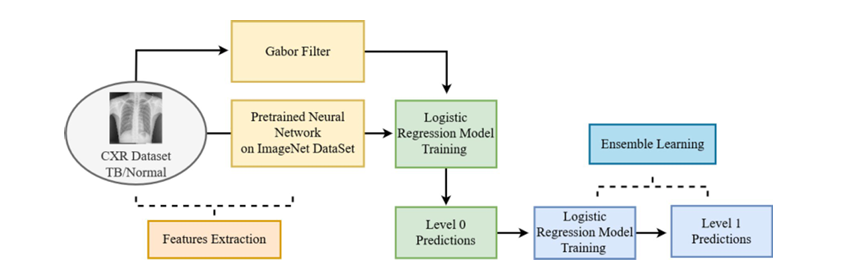 Gabor Filter
CXR Dataset
TB/Normal
Pretrained Neural
Network
on ImageNet DataSet
Logistic
Regression Model
Training
Ensemble Learning
Features Extraction
Level 0
Predictions
Logistic
Regression Model
Training
Level 1
Predictions